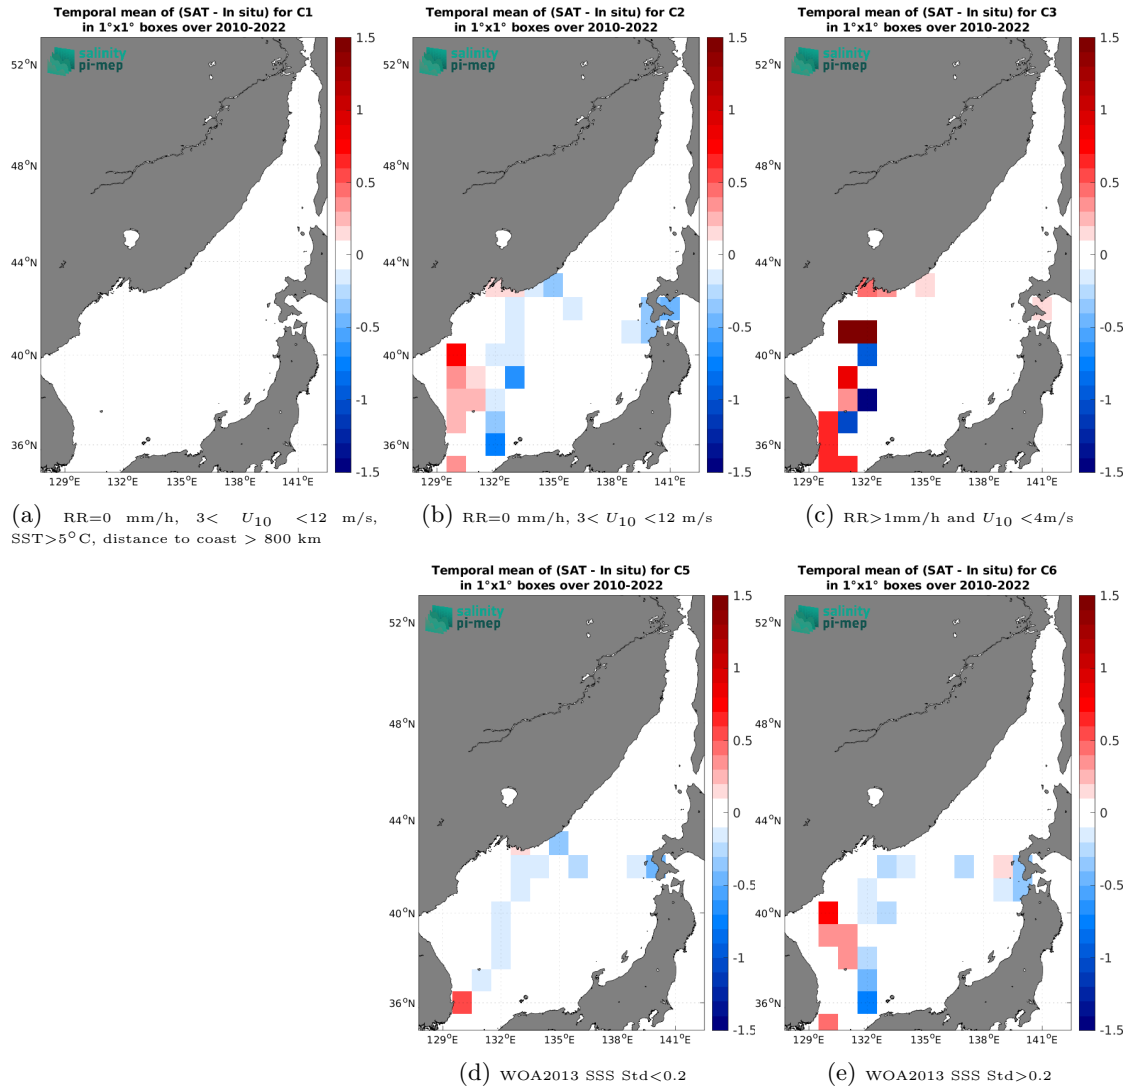 Temporal mean of (SAT - In situ) for C1
in 1°x1° boxes over 2010-2022
salinity
pi-mep
52°N
48°N
44°N
40°N
36°N
129°E 132°E 135°E 138°E 141°E
1.5
1
0.5
0
-0.5
-1
-1.5
(a) RR=0 mm/h, 3< U10 <12 m/s,
SST>5°C, distance to coast > 800 km
Temporal mean of (SAT - In situ) for C2
in 1°x1° boxes over 2010-2022
salinity
pi-mep
52°N
48°N
44°N
40°N
36°N
129°E 132°E 135°E 138°E 141°E
1.5
1
0.5
0
-0.5
-1
-1.5
(b) RR=0 mm/h, 3< U10 <12 m/s
Temporal mean of (SAT - In situ) for C3
in 1°x1° boxes over 2010-2022
salinity
pi-mep
52°N
48°N
44°N
40°N
36°N
129°E 132°E 135°E 138°E 141°E
1.5
1
0.5
0
-0.5
-1
-1.5
(c) RR>1mm/h and U10 <4m/s
Temporal mean of (SAT - In situ) for C5
in 1°x1° boxes over 2010-2022
salinity
pi-mep
52°N
48°N
44°N
40°N
36°N
129°E 132°E 135°E 138°E 141°E
1.5
1
0.5
0
-0.5
-1
-1.5
(d) WOA2013 SSS Std<0.2
Temporal mean of (SAT - In situ) for C6
in 1°x1° boxes over 2010-2022
salinity
pi-mep
52°N
48°N
44°N
40°N
36°N
129°E 132°E 135°E 138°E 141°E
1.5
1
0.5
0
-0.5
-1
-1.5
(e) WOA2013 SSS Std>0.2